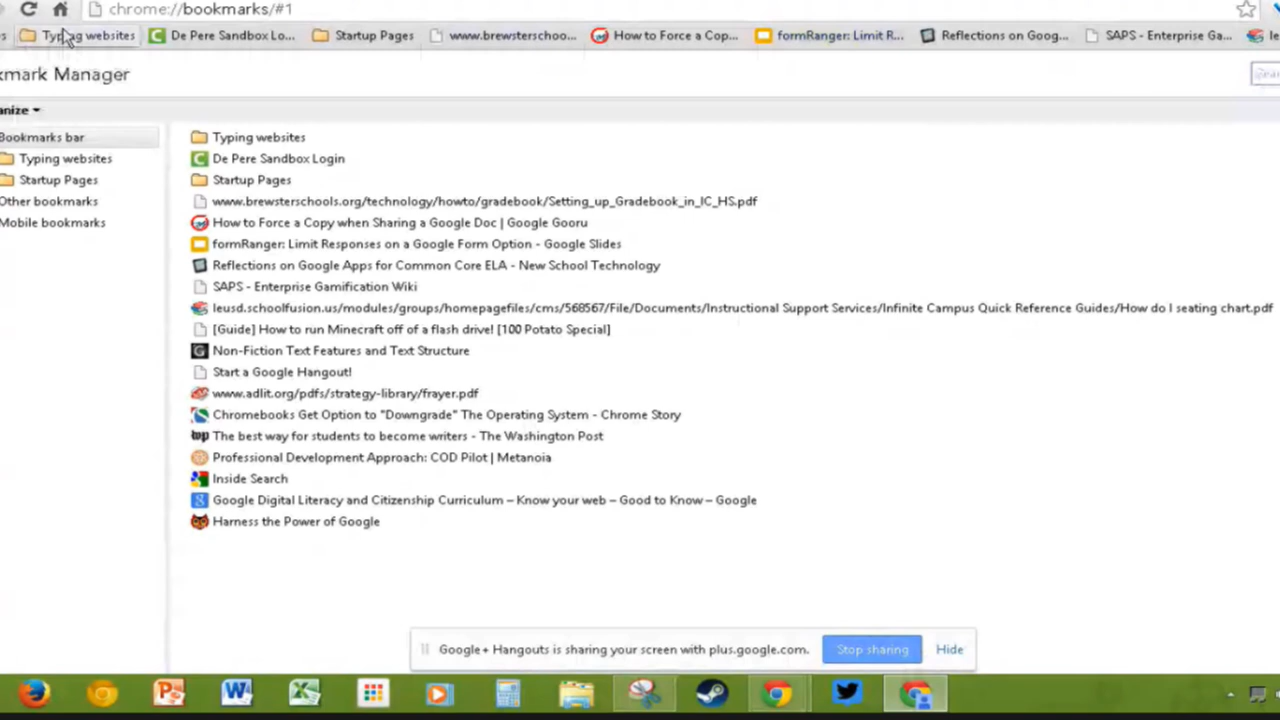 chrome://bookmarks/#1
Typing websites De Pere Sandbox Lo... Startup Pages www.brewsterschoo... How to Force a Cop... formRanger: Limit R... Reflections on Goog... SAPS - Enterprise Ga... leu
kmark Manager
anize
Bookmarks bar
Typing websites
Startup Pages
Other bookmarks
Mobile bookmarks
Typing websites
De Pere Sandbox Login
Startup Pages
www.brewsterschools.org/technology/howto/gradebook/Setting_up_Gradebook_in_IC_HS.pdf
How to Force a Copy when Sharing a Google Doc | Google Gooru
formRanger: Limit Responses on a Google Form Option - Google Slides
Reflections on Google Apps for Common Core ELA - New School Technology
SAPS - Enterprise Gamification Wiki
leusd.schoolfusion.us/modules/groups/homepagefiles/cms/568567/File/Documents/Instructional Support Services/Infinite Campus Quick Reference Guides/How do I seating chart.pdf
[Guide] How to run Minecraft off of a flash drive! [100 Potato Special]
Non-Fiction Text Features and Text Structure
Start a Google Hangout!
www.adlit.org/pdfs/strategy-library/frayer.pdf
Chromebooks Get Option to "Downgrade" The Operating System - Chrome Story
The best way for students to become writers - The Washington Post
Professional Development Approach: COD Pilot | Metanoia
Inside Search
Google Digital Literacy and Citizenship Curriculum – Know your web – Good to Know – Google
Harness the Power of Google
Google+ Hangouts is sharing your screen with plus.google.com. Stop sharing Hide